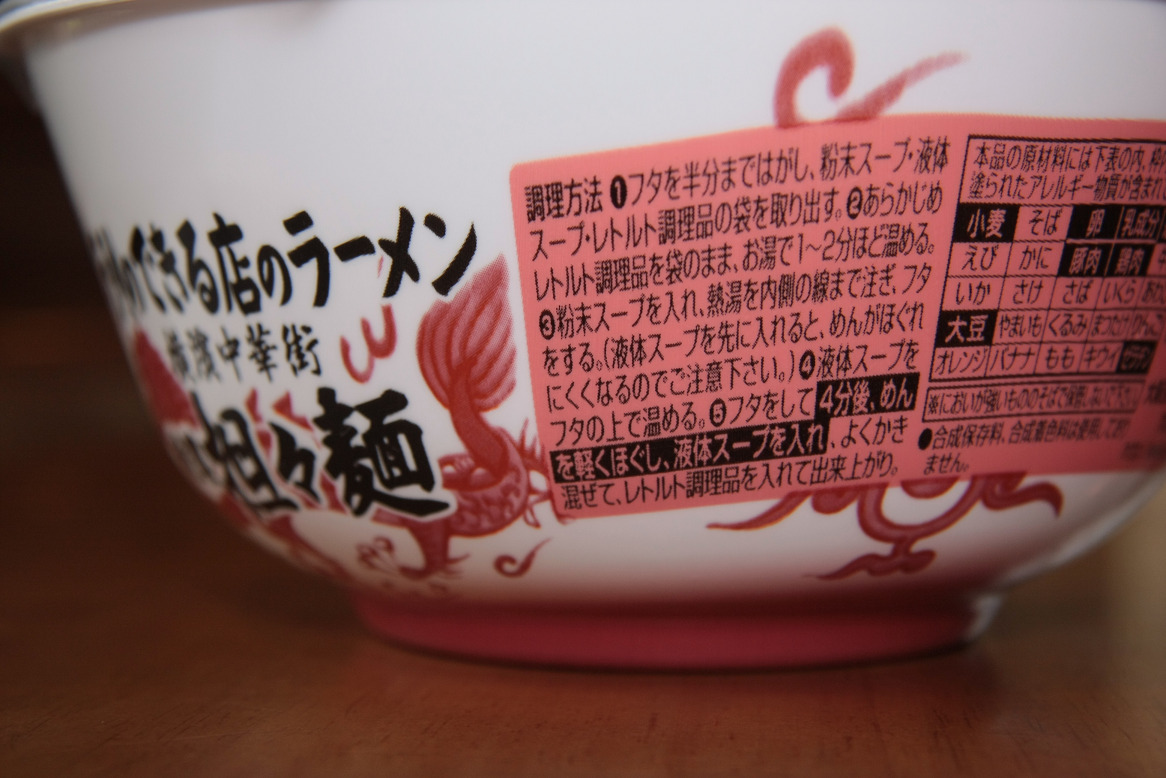 できる店のラーメン
横濱中華街
坦々麺
調理方法 ❶フタを半分まではがし、粉末スープ・液体
スープ・レトルト調理品の袋を取り出す。❷あらかじめ
レトルト調理品を袋のまま、お湯で1〜2分ほど温める。
❸粉末スープを入れ、熱湯を内側の線まで注ぎ、フタ
をする。(液体スープを先に入れると、めんがほぐれ
にくくなるのでご注意下さい。)❹液体スープを
フタの上で温める。❺フタをして4分後、めん
を軽くほぐし、液体スープを入れ、よくかき
混ぜて、レトルト調理品を入れて出来上がり。
本品の原材料には下表の内、
塗られたアレルギー物質が含まれ
小麦 そば 卵 乳成分
えび かに 豚肉 鶏肉
いか さけ さば いくら
大豆 やまいも くるみ まつたけ
オレンジ バナナ もも キウイ ゼラチン
●合成保存料、合成着色料は使用して
ません。